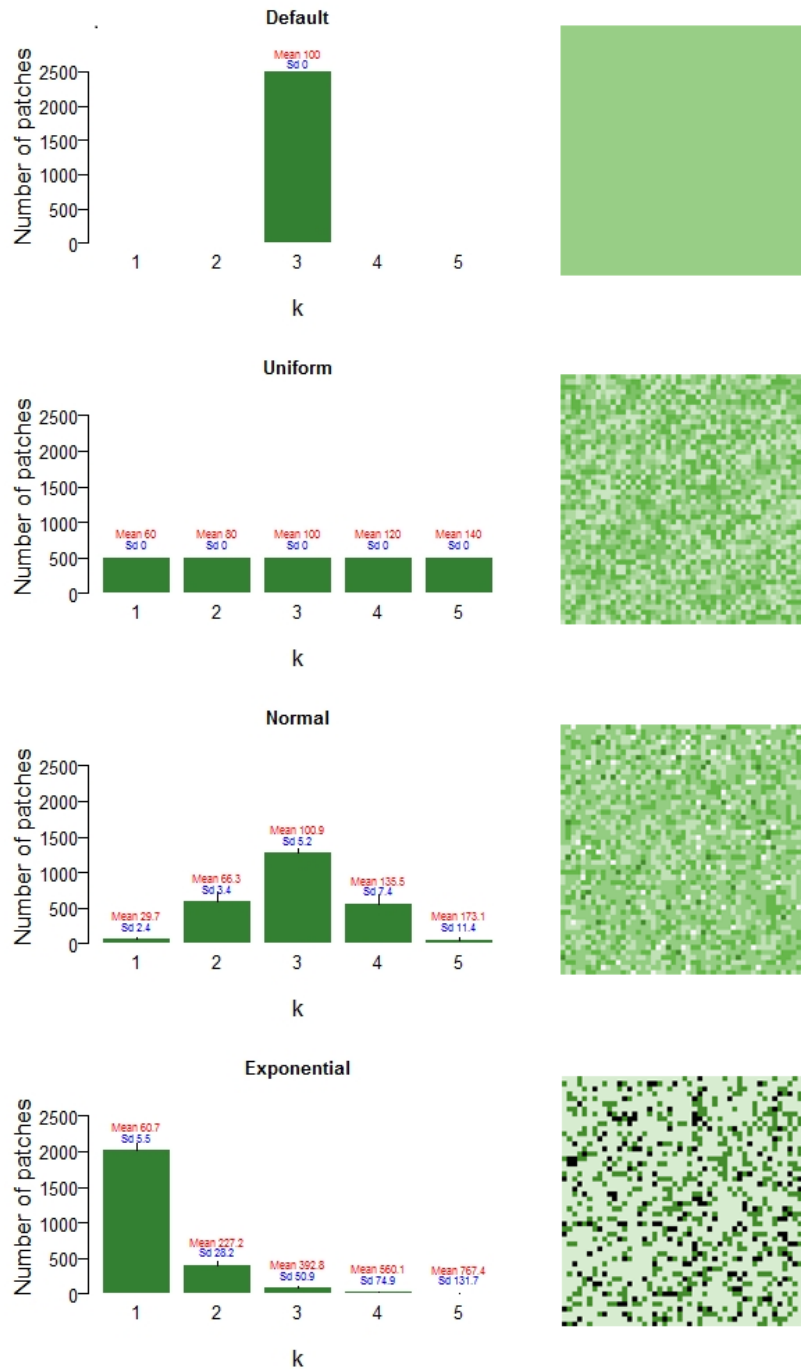 Default
Number of patches
2500
2000
1500
1000
500
0
Mean 100
Sd 0
1 2 3 4 5
k
Uniform
Number of patches
2500
2000
1500
1000
500
0
Mean 60 Mean 80 Mean 100 Mean 120 Mean 140
Sd 0 Sd 0 Sd 0 Sd 0 Sd 0
1 2 3 4 5
k
Normal
Number of patches
2500
2000
1500
1000
500
0
Mean 29.7 Mean 66.3 Mean 100.9 Mean 135.5 Mean 173.1
Sd 2.4 Sd 3.4 Sd 5.2 Sd 7.4 Sd 11.4
1 2 3 4 5
k
Exponential
Number of patches
2500
2000
1500
1000
500
0
Mean 60.7 Mean 227.2 Mean 392.8 Mean 560.1 Mean 767.4
Sd 5.5 Sd 28.2 Sd 50.9 Sd 74.9 Sd 131.7
1 2 3 4 5
k